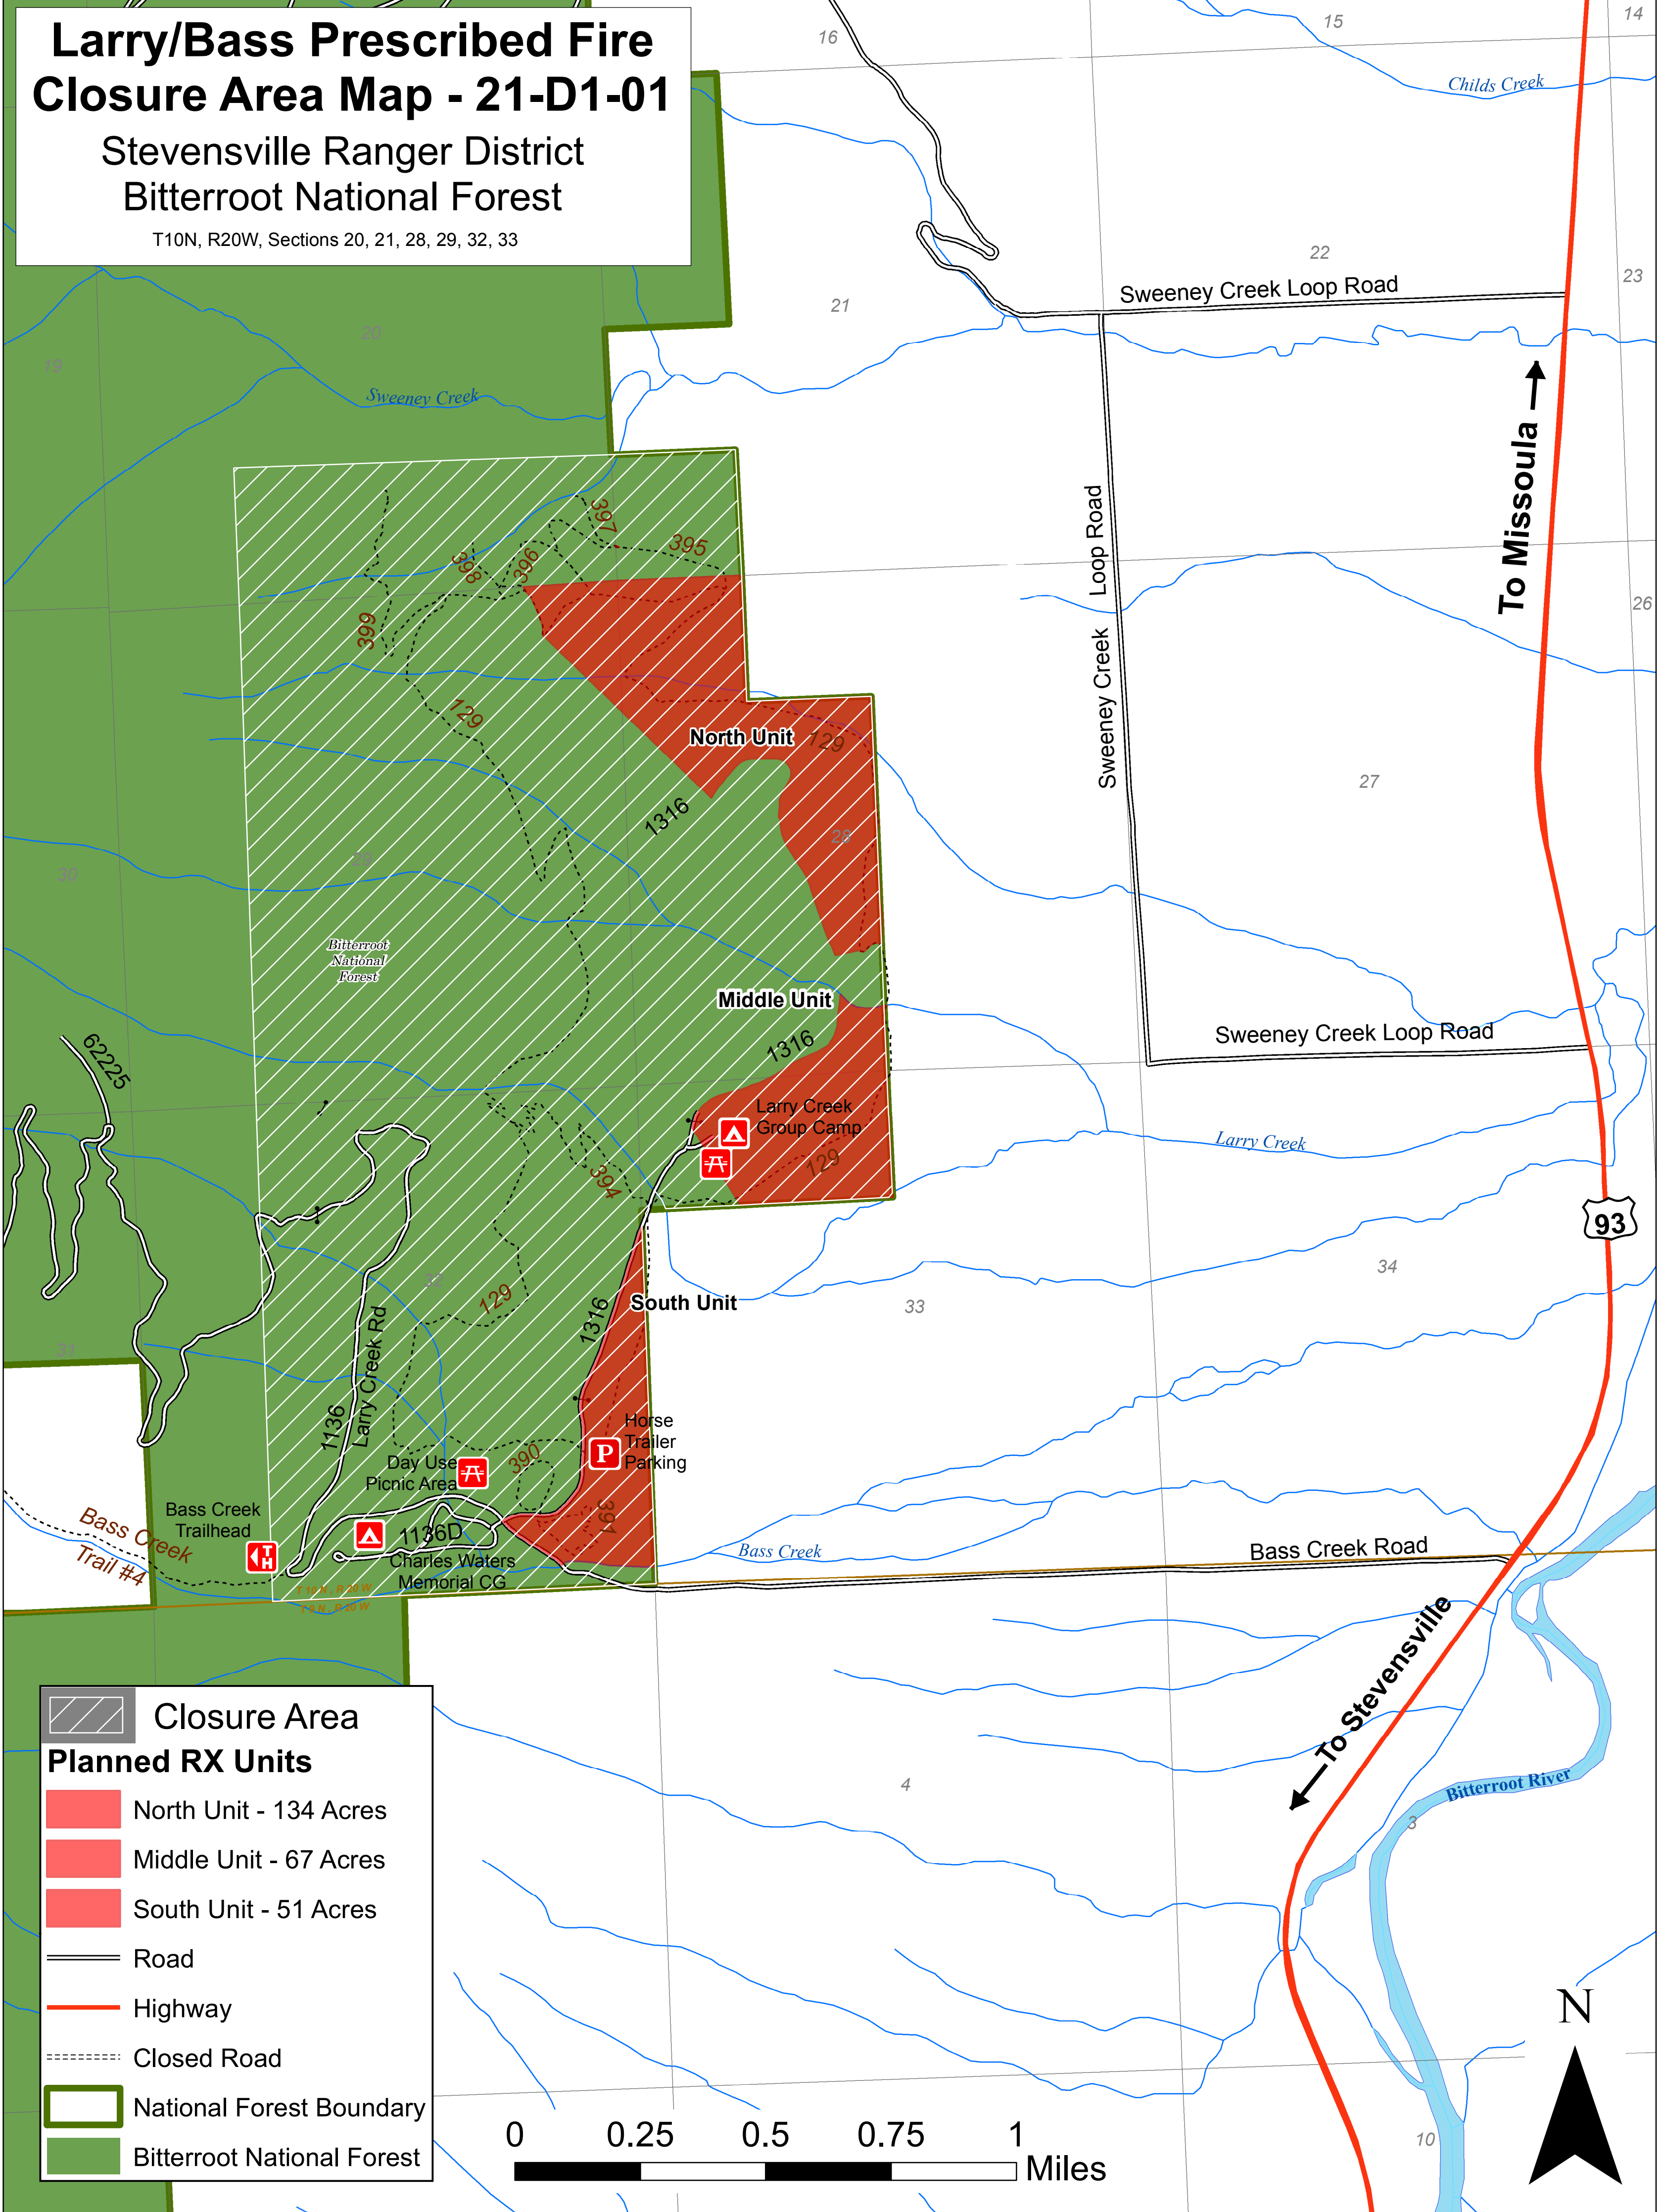 Larry/Bass Prescribed Fire
Closure Area Map - 21-D1-01
Stevensville Ranger District
Bitterroot National Forest
T10N, R20W, Sections 20, 21, 28, 29, 32, 33
16
15
14
Childs Creek
22
23
21
Sweeney Creek Loop Road
20
19
Sweeney Creek
To Missoula
397
395
398
396
399
Sweeney Creek Loop Road
26
129
North Unit
129
27
1316
28
29
30
Bitterroot
National
Forest
Middle Unit
1316
Sweeney Creek Loop Road
62225
Larry Creek
Group Camp
Larry Creek
129
394
93
34
32
129
South Unit
33
1316
31
1136
Larry Creek Rd
Horse
Trailer
Parking
P
Day Use
Picnic Area
390
391
Bass Creek
Trailhead
TH
Bass Creek
Trail #4
1136D
Charles Waters
Memorial CG
Bass Creek
Bass Creek Road
T 10 N, R 20 W
T 9 N, R 20 W
To Stevensville
4
Bitterroot River
3
10
Closure Area
Planned RX Units
North Unit - 134 Acres
Middle Unit - 67 Acres
South Unit - 51 Acres
Road
Highway
Closed Road
National Forest Boundary
Bitterroot National Forest
0 0.25 0.5 0.75 1
Miles
N